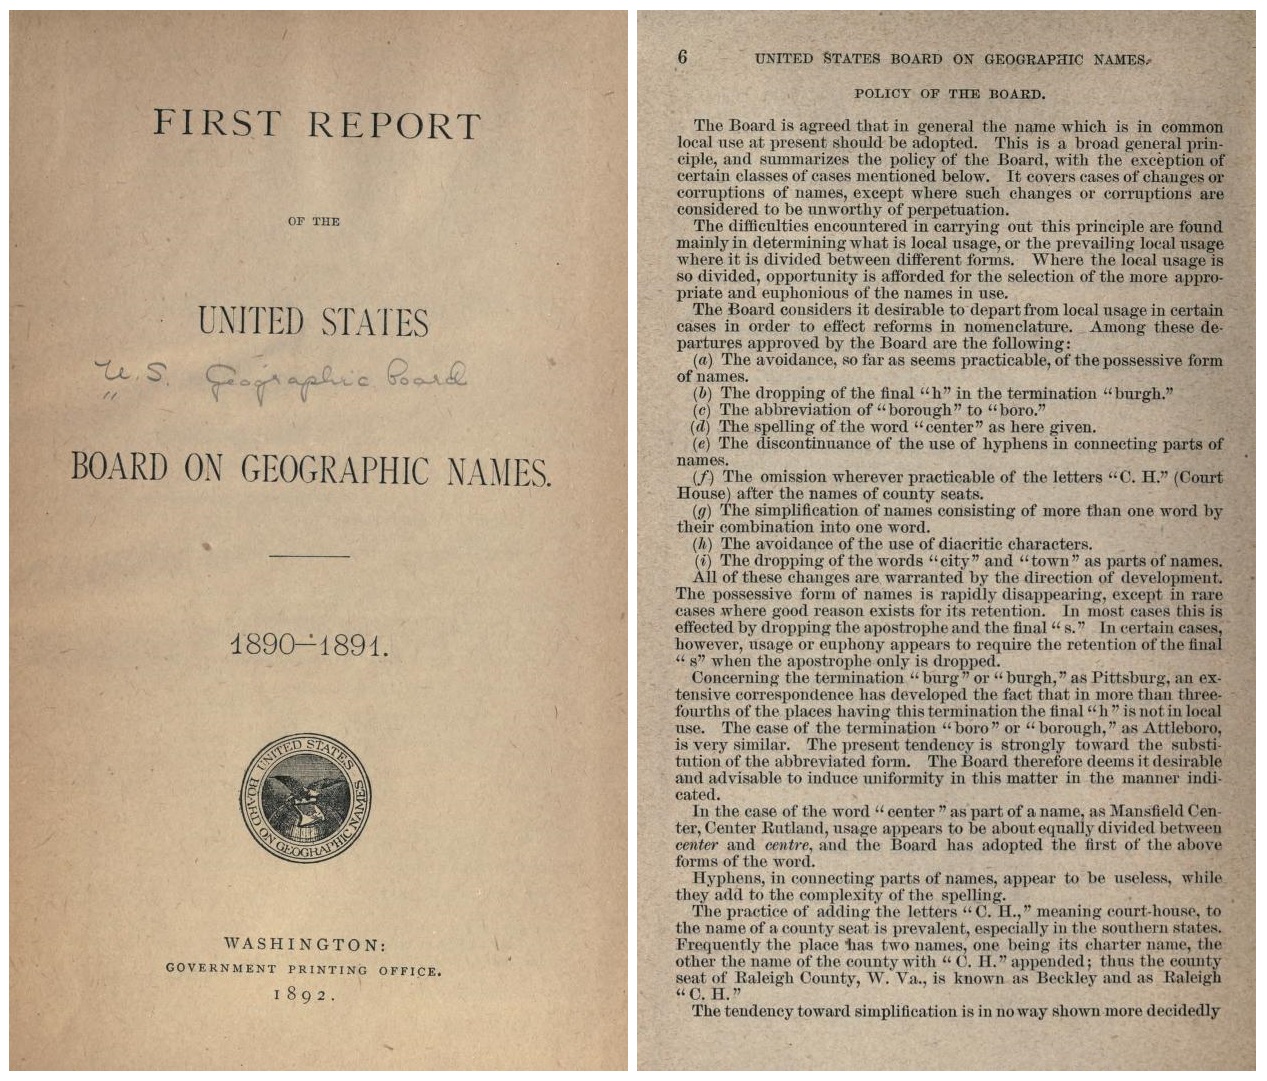 FIRST REPORT
OF THE
UNITED STATES
U.S. Geographic Board
BOARD ON GEOGRAPHIC NAMES.
1890–1891.
BOARD ON GEOGRAPHIC NAMES UNITED STATES
WASHINGTON:
GOVERNMENT PRINTING OFFICE.
1892.
6 UNITED STATES BOARD ON GEOGRAPHIC NAMES.
POLICY OF THE BOARD.
The Board is agreed that in general the name which is in common
local use at present should be adopted. This is a broad general prin-
ciple, and summarizes the policy of the Board, with the exception of
certain classes of cases mentioned below. It covers cases of changes or
corruptions of names, except where such changes or corruptions are
considered to be unworthy of perpetuation.
The difficulties encountered in carrying out this principle are found
mainly in determining what is local usage, or the prevailing local usage
where it is divided between different forms. Where the local usage is
so divided, opportunity is afforded for the selection of the more appro-
priate and euphonious of the names in use.
The Board considers it desirable to depart from local usage in certain
cases in order to effect reforms in nomenclature. Among these de-
partures approved by the Board are the following:
(a) The avoidance, so far as seems practicable, of the possessive form
of names.
(b) The dropping of the final "h" in the termination "burgh."
(c) The abbreviation of "borough" to "boro."
(d) The spelling of the word "center" as here given.
(e) The discontinuance of the use of hyphens in connecting parts of
names.
(f) The omission wherever practicable of the letters "C. H." (Court
House) after the names of county seats.
(g) The simplification of names consisting of more than one word by
their combination into one word.
(h) The avoidance of the use of diacritic characters.
(i) The dropping of the words "city" and "town" as parts of names.
All of these changes are warranted by the direction of development.
The possessive form of names is rapidly disappearing, except in rare
cases where good reason exists for its retention. In most cases this is
effected by dropping the apostrophe and the final "s." In certain cases,
however, usage or euphony appears to require the retention of the final
"s" when the apostrophe only is dropped.
Concerning the termination "burg" or "burgh," as Pittsburg, an ex-
tensive correspondence has developed the fact that in more than three-
fourths of the places having this termination the final "h" is not in local
use. The case of the termination "boro" or "borough," as Attleboro,
is very similar. The present tendency is strongly toward the substi-
tution of the abbreviated form. The Board therefore deems it desirable
and advisable to induce uniformity in this matter in the manner indi-
cated.
In the case of the word "center" as part of a name, as Mansfield Cen-
ter, Center Rutland, usage appears to be about equally divided between
center and centre, and the Board has adopted the first of the above
forms of the word.
Hyphens, in connecting parts of names, appear to be useless, while
they add to the complexity of the spelling.
The practice of adding the letters "C. H.," meaning court-house, to
the name of a county seat is prevalent, especially in the southern states.
Frequently the place has two names, one being its charter name, the
other the name of the county with "C. H." appended; thus the county
seat of Raleigh County, W. Va., is known as Beckley and as Raleigh
"C. H."
The tendency toward simplification is in no way shown more decidedly